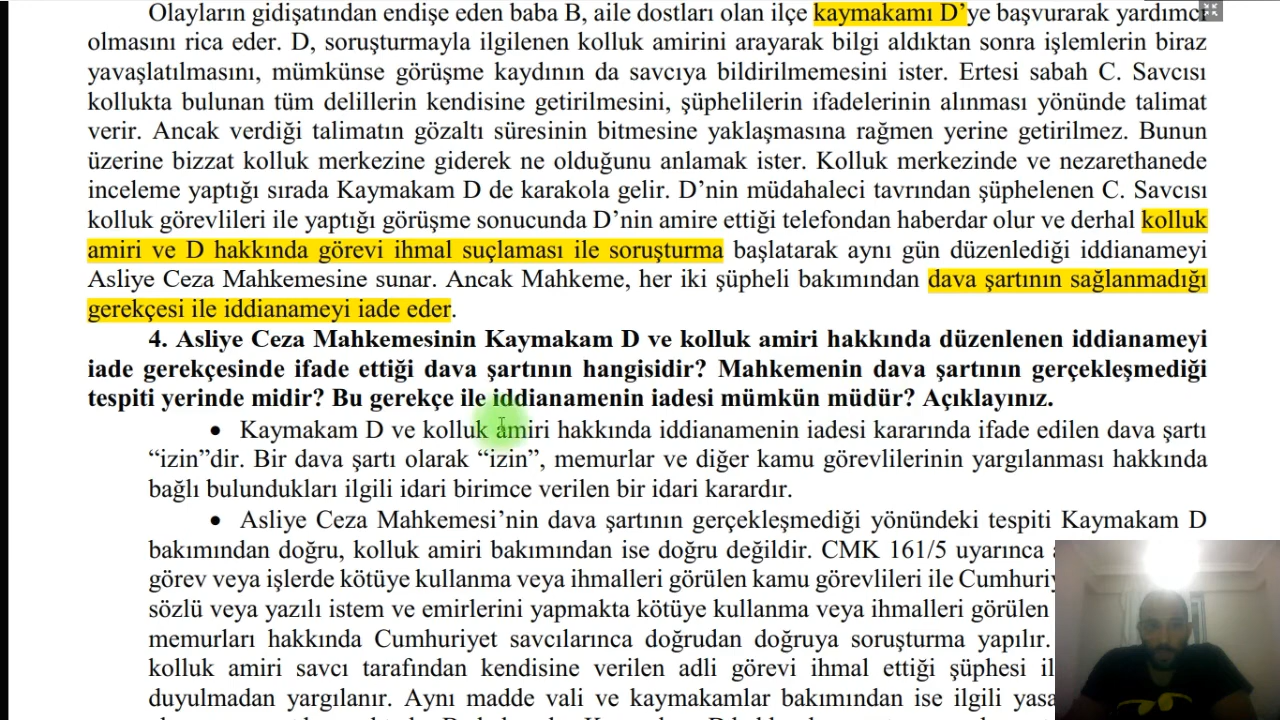 Olayların gidişatından endişe eden baba B, aile dostları olan ilçe kaymakamı D’ye başvurarak yardımcı
olmasını rica eder. D, soruşturmayla ilgilenen kolluk amirini arayarak bilgi aldıktan sonra işlemlerin biraz
yavaşlatılmasını, mümkünse görüşme kaydının da savcıya bildirilmemesini ister. Ertesi sabah C. Savcısı
kollukta bulunan tüm delillerin kendisine getirilmesini, şüphelilerin ifadelerinin alınması yönünde talimat
verir. Ancak verdiği talimatın gözaltı süresinin bitmesine yaklaşmasına rağmen yerine getirilmez. Bunun
üzerine bizzat kolluk merkezine giderek ne olduğunu anlamak ister. Kolluk merkezinde ve nezarethanede
inceleme yaptığı sırada Kaymakam D de karakola gelir. D’nin müdahaleci tavrından şüphelenen C. Savcısı
kolluk görevlileri ile yaptığı görüşme sonucunda D’nin amire ettiği telefondan haberdar olur ve derhal kolluk
amiri ve D hakkında görevi ihmal suçlaması ile soruşturma başlatarak aynı gün düzenlediği iddianameyi
Asliye Ceza Mahkemesine sunar. Ancak Mahkeme, her iki şüpheli bakımından dava şartının sağlanmadığı
gerekçesi ile iddianameyi iade eder.
4. Asliye Ceza Mahkemesinin Kaymakam D ve kolluk amiri hakkında düzenlenen iddianameyi
iade gerekçesinde ifade ettiği dava şartının hangisidir? Mahkemenin dava şartının gerçekleşmediği
tespiti yerinde midir? Bu gerekçe ile iddianamenin iadesi mümkün müdür? Açıklayınız.
• Kaymakam D ve kolluk amiri hakkında iddianamenin iadesi kararında ifade edilen dava şartı
“izin”dir. Bir dava şartı olarak “izin”, memurlar ve diğer kamu görevlilerinin yargılanması hakkında
bağlı bulundukları ilgili idari birimce verilen bir idari karardır.
• Asliye Ceza Mahkemesi’nin dava şartının gerçekleşmediği yönündeki tespiti Kaymakam D
bakımından doğru, kolluk amiri bakımından ise doğru değildir. CMK 161/5 uyarınca
görev veya işlerde kötüye kullanma veya ihmalleri görülen kamu görevlileri ile Cumhuriy
sözlü veya yazılı istem ve emirlerini yapmakta kötüye kullanma veya ihmalleri görülen
memurları hakkında Cumhuriyet savcılarınca doğrudan doğruya soruşturma yapılır.
kolluk amiri savcı tarafından kendisine verilen adli görevi ihmal ettiği şüphesi il
duyulmadan yargılanır. Aynı madde vali ve kaymakamlar bakımından ise ilgili yasa